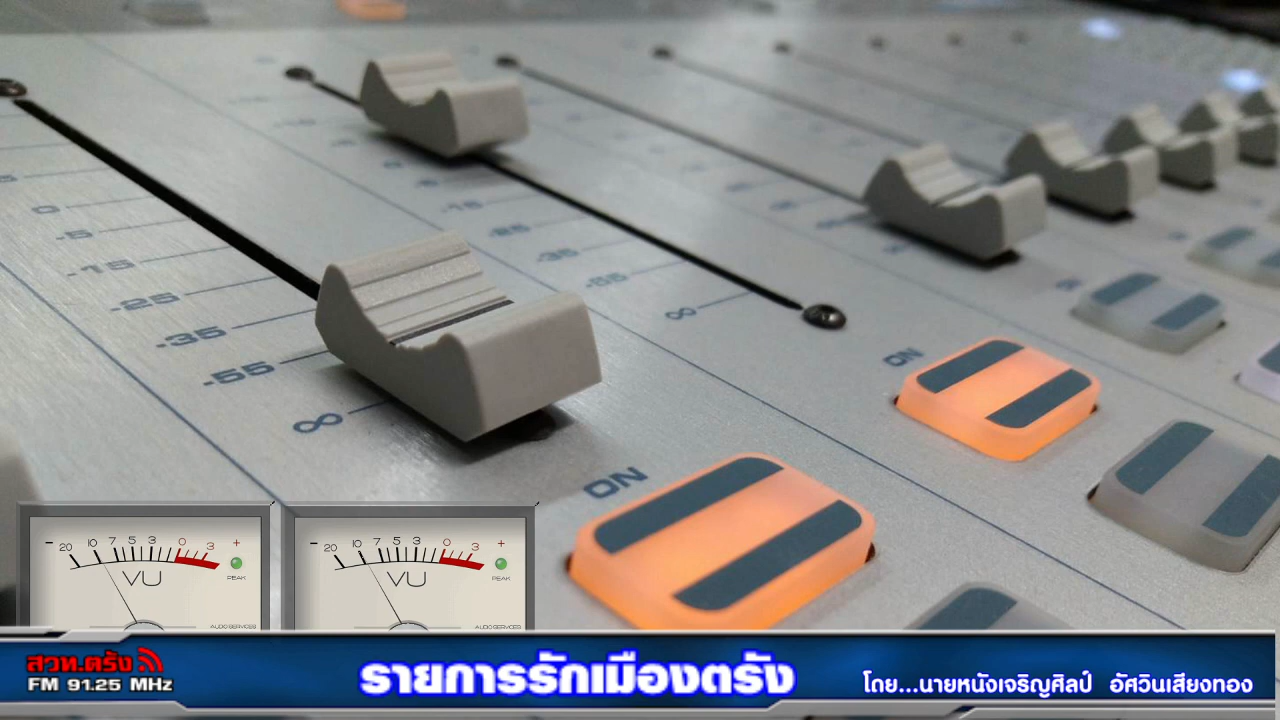 0
-5
-15
-25
-35
-55
∞
-15
-25
-35
-55
∞
ON
ON
- 20 10 7 5 3 0 3 +
VU
PEAK
AUDIO SERVICES
- 20 10 7 5 3 0 3 +
VU
PEAK
AUDIO SERVICES
สวท.ตรัง
FM 91.25 MHz
รายการรักเมืองตรัง
โดย...นายหนังเจริญศิลป์ อัศวินเสียงทอง